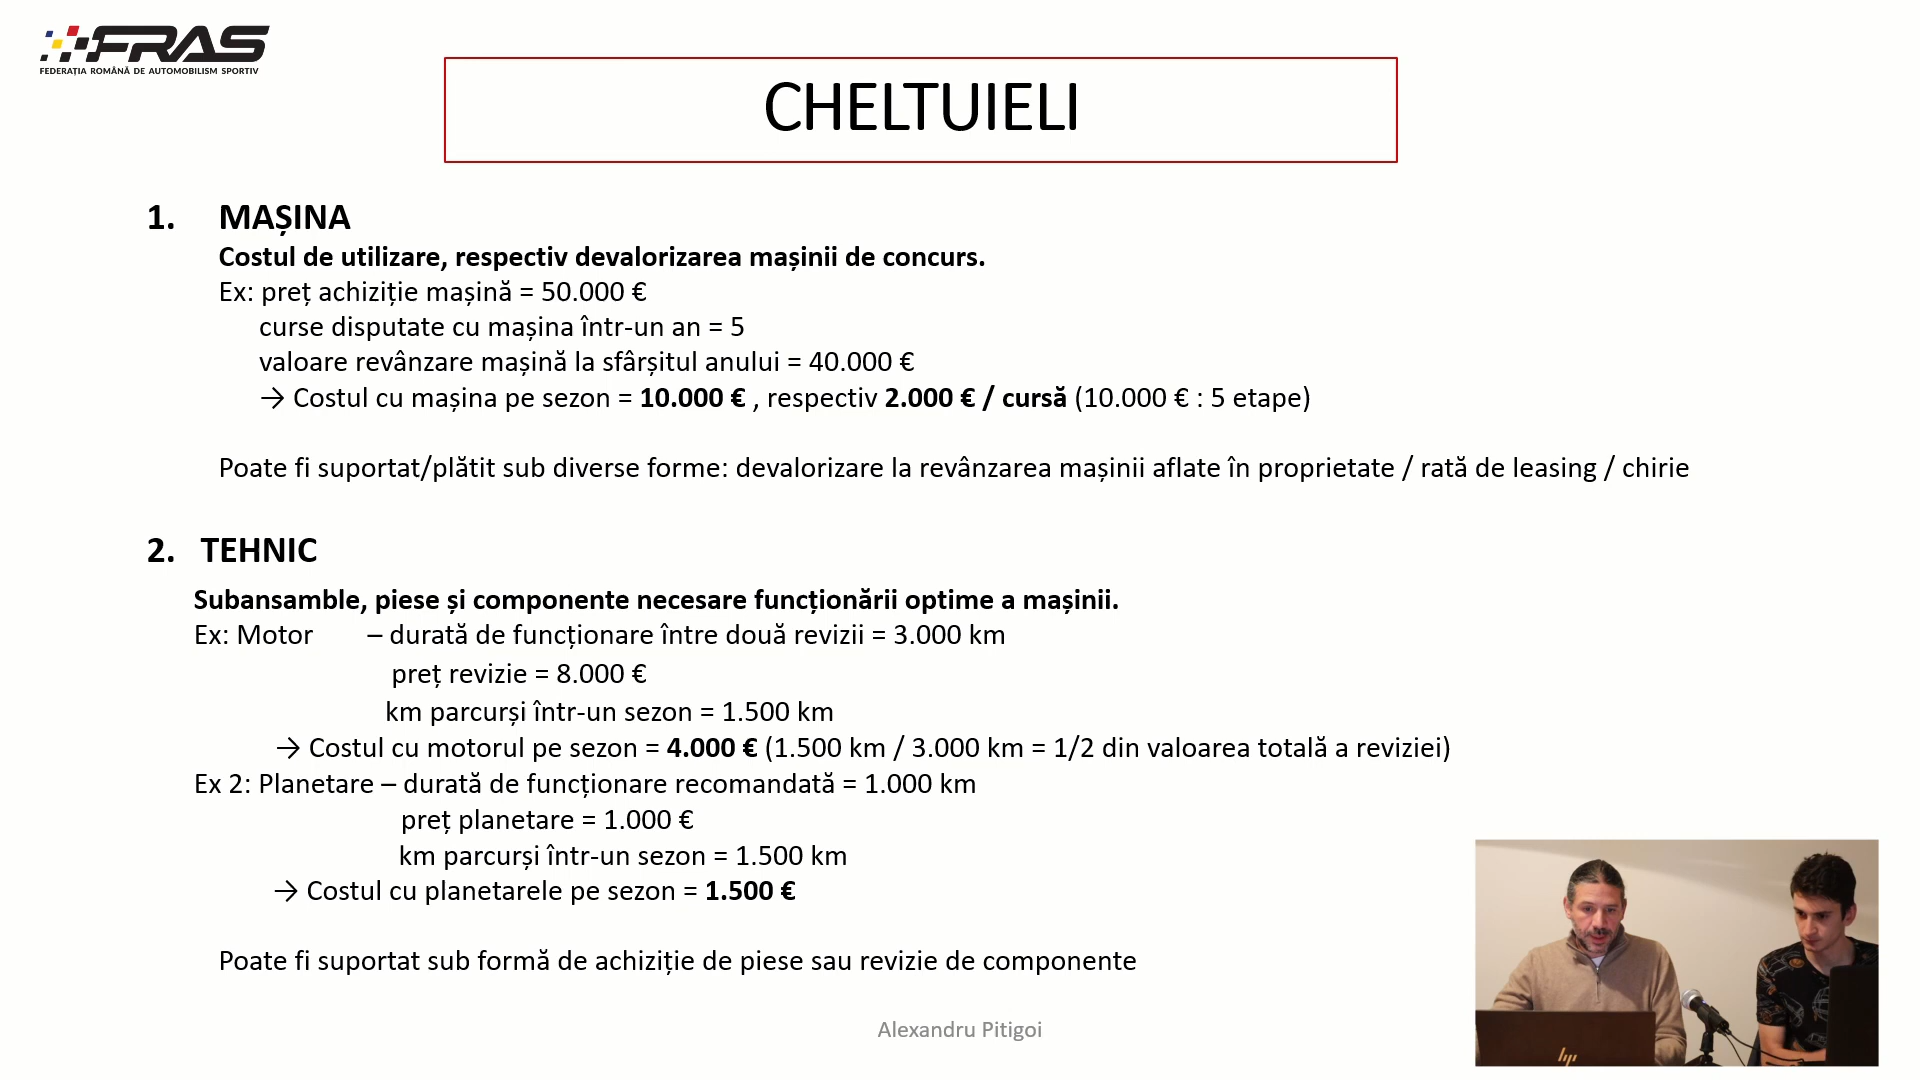 FRAS
FEDERAȚIA ROMÂNĂ DE AUTOMOBILISM SPORTIV
CHELTUIELI
1. MAȘINA
Costul de utilizare, respectiv devalorizarea mașinii de concurs.
Ex: preț achiziție mașină = 50.000 €
curse disputate cu mașina într-un an = 5
valoare revânzare mașină la sfârșitul anului = 40.000 €
→ Costul cu mașina pe sezon = 10.000 € , respectiv 2.000 € / cursă (10.000 € : 5 etape)
Poate fi suportat/plătit sub diverse forme: devalorizare la revânzarea mașinii aflate în proprietate / rată de leasing / chirie
2. TEHNIC
Subansamble, piese și componente necesare funcționării optime a mașinii.
Ex: Motor – durată de funcționare între două revizii = 3.000 km
preț revizie = 8.000 €
km parcurși într-un sezon = 1.500 km
→ Costul cu motorul pe sezon = 4.000 € (1.500 km / 3.000 km = 1/2 din valoarea totală a reviziei)
Ex 2: Planetare – durată de funcționare recomandată = 1.000 km
preț planetare = 1.000 €
km parcurși într-un sezon = 1.500 km
→ Costul cu planetarele pe sezon = 1.500 €
Poate fi suportat sub formă de achiziție de piese sau revizie de componente
Alexandru Pitigoi
hp